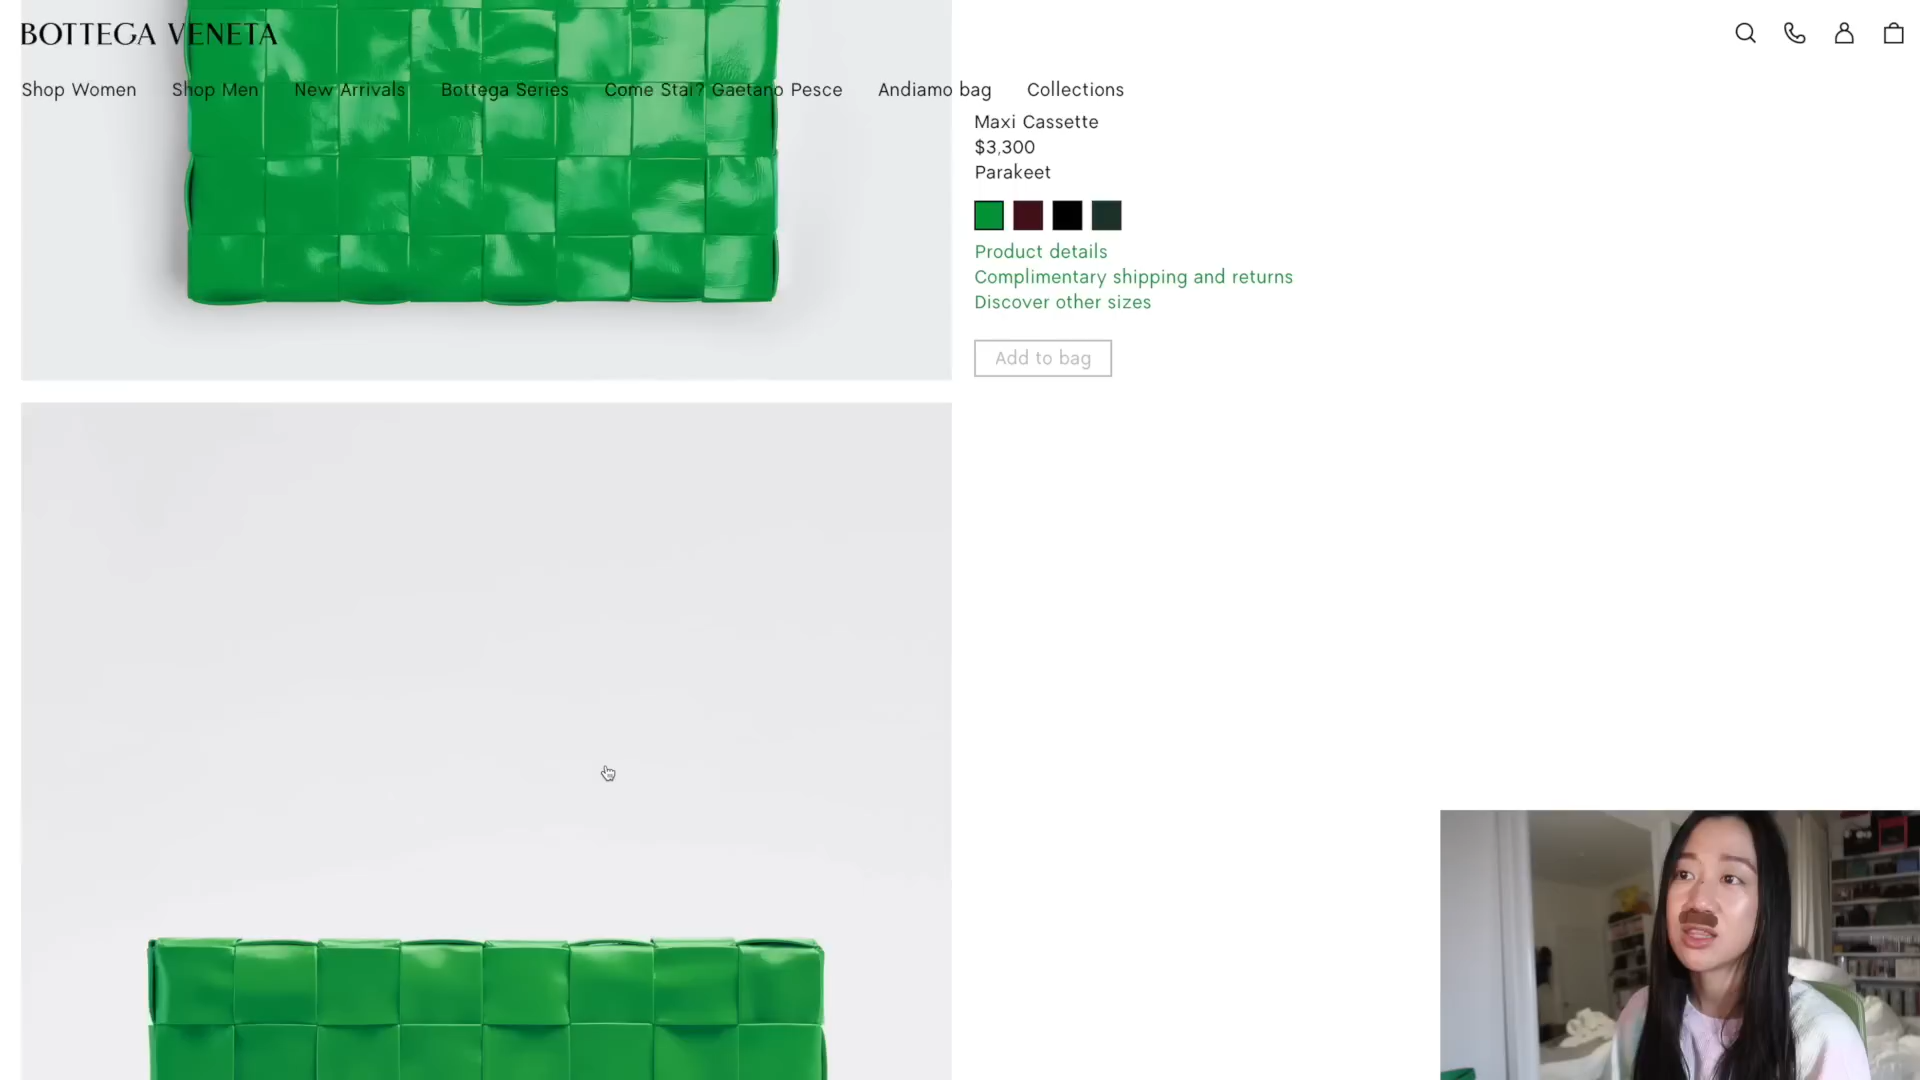 BOTTEGA VENETA
Shop Women Shop Men New Arrivals Bottega Series Come Stai? Gaetano Pesce Andiamo bag Collections
Maxi Cassette
$3,300
Parakeet
Product details
Complimentary shipping and returns
Discover other sizes
Add to bag